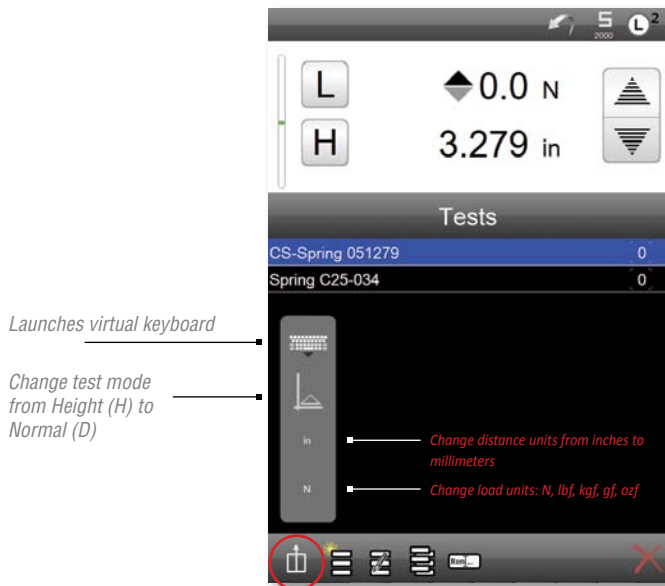 S
2000
L 2
L
0.0 N
H
3.279 in
Tests
CS-Spring 051279 0
Spring C25-034 0
Launches virtual keyboard
Change test mode
from Height (H) to
Normal (D)
in
Change distance units from inches to
millimeters
N
Change load units: N, lbf, kgf, gf, ozf
Ren...